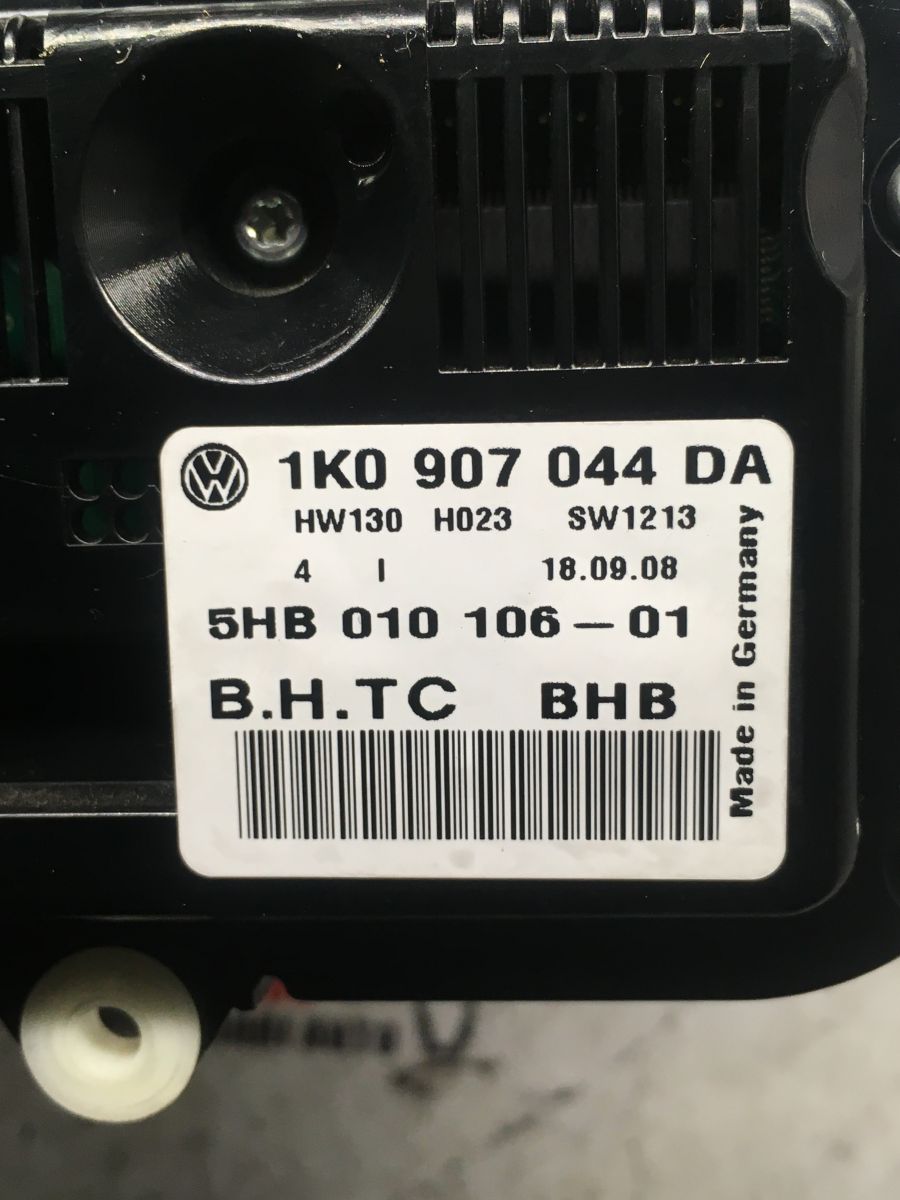 1K0 907 044 DA
HW130 H023 SW1213
4 I 18.09.08
5HB 010 106-01
B.H.TC BHB
Made in Germany